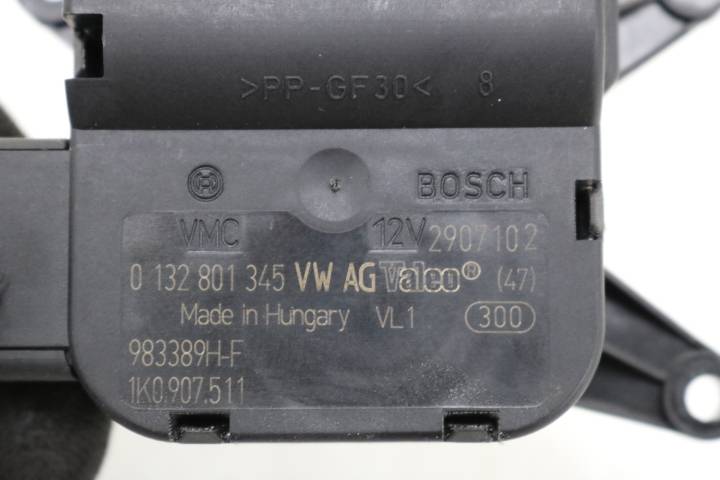 >PP-GF30< 8
BOSCH
VMC 12V 2907102
0 132 801 345 VW AG Valeo® (47)
Made in Hungary VL1 300
983389H-F
1K0.907.511